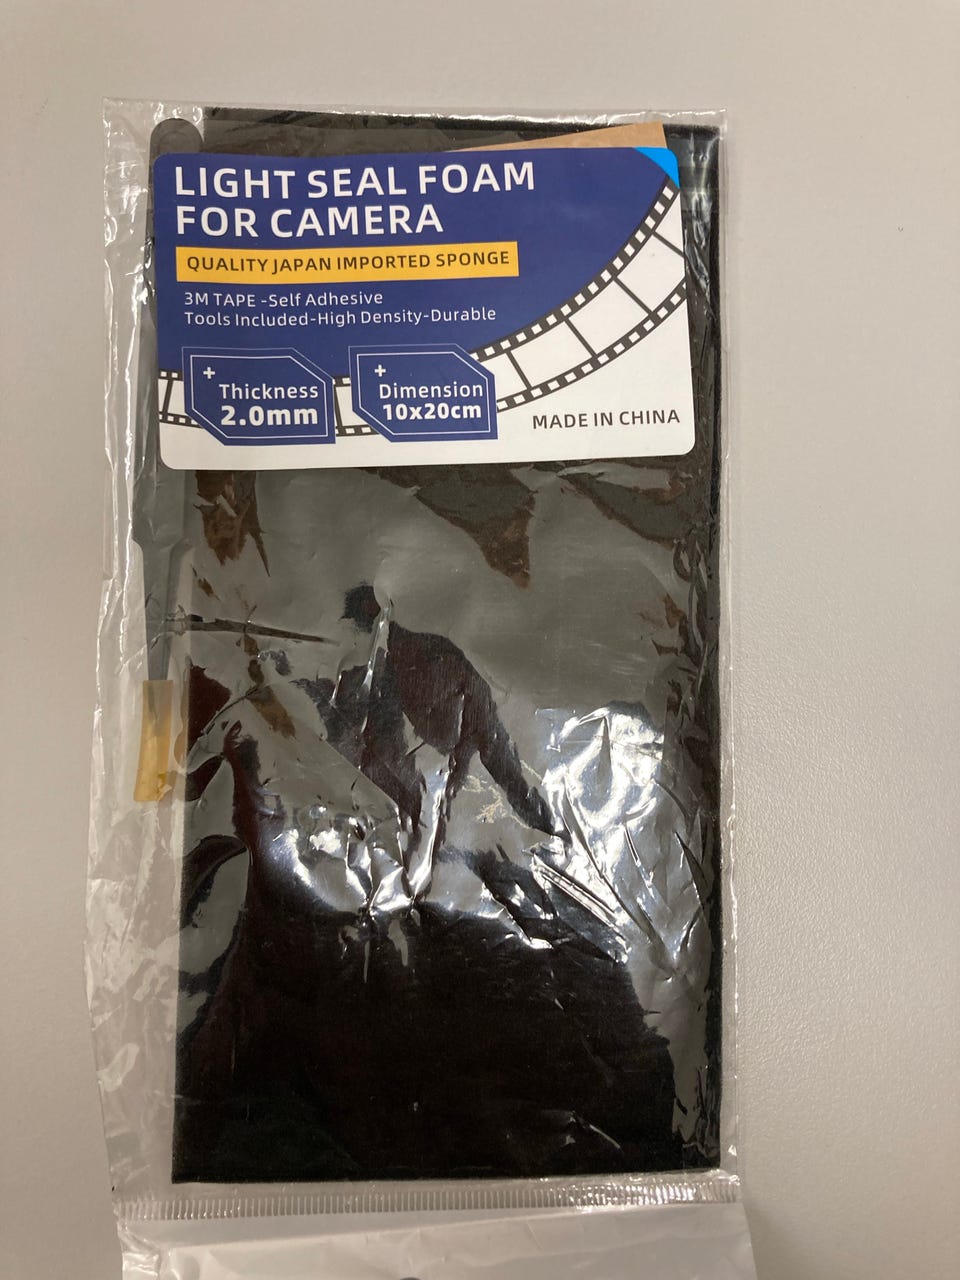 LIGHT SEAL FOAM
FOR CAMERA
QUALITY JAPAN IMPORTED SPONGE
3M TAPE -Self Adhesive
Tools Included-High Density-Durable
+
Thickness
2.0mm
+
Dimension
10x20cm
MADE IN CHINA